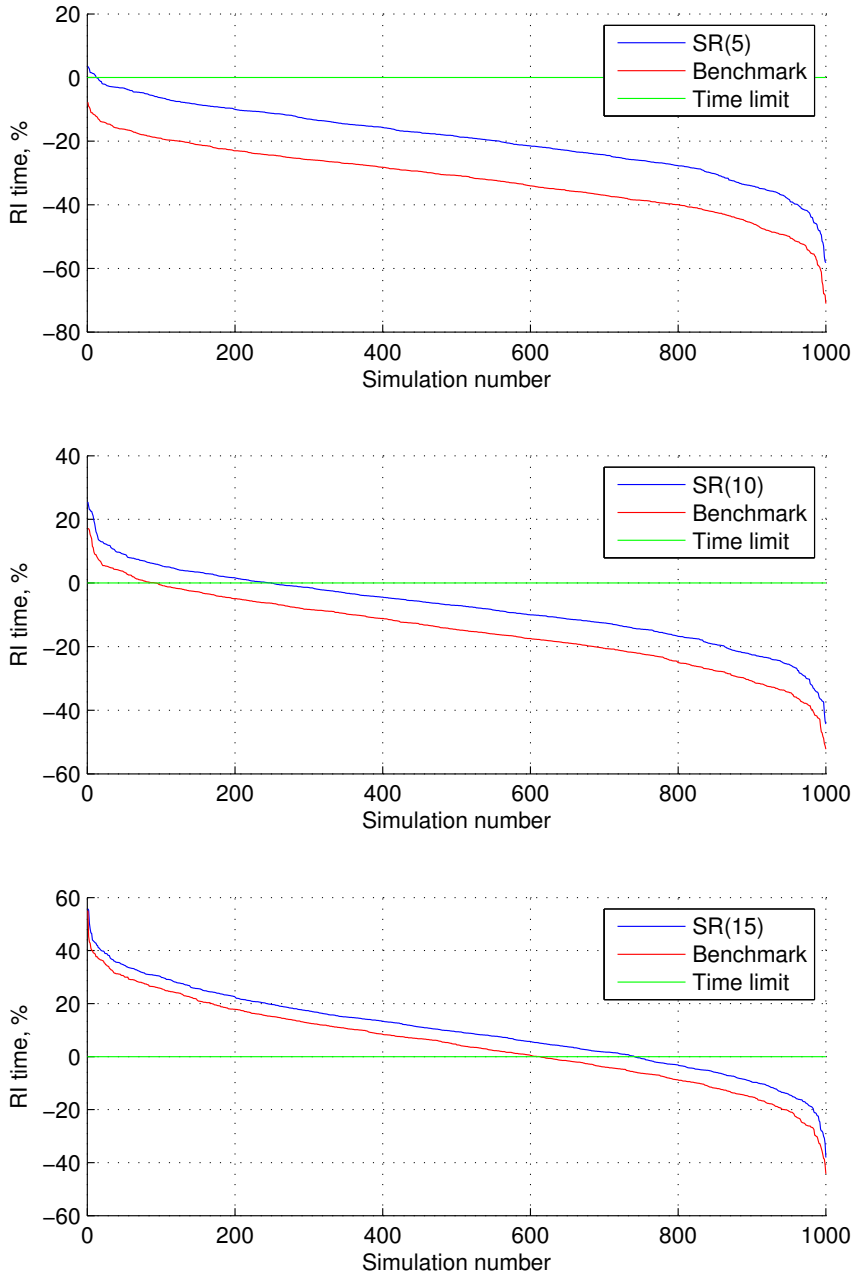 20
0
−20
−40
−60
−80
RI time, %
0 200 400 600 800 1000
Simulation number
SR(5)
Benchmark
Time limit
40
20
0
−20
−40
−60
RI time, %
0 200 400 600 800 1000
Simulation number
SR(10)
Benchmark
Time limit
60
40
20
0
−20
−40
−60
RI time, %
0 200 400 600 800 1000
Simulation number
SR(15)
Benchmark
Time limit